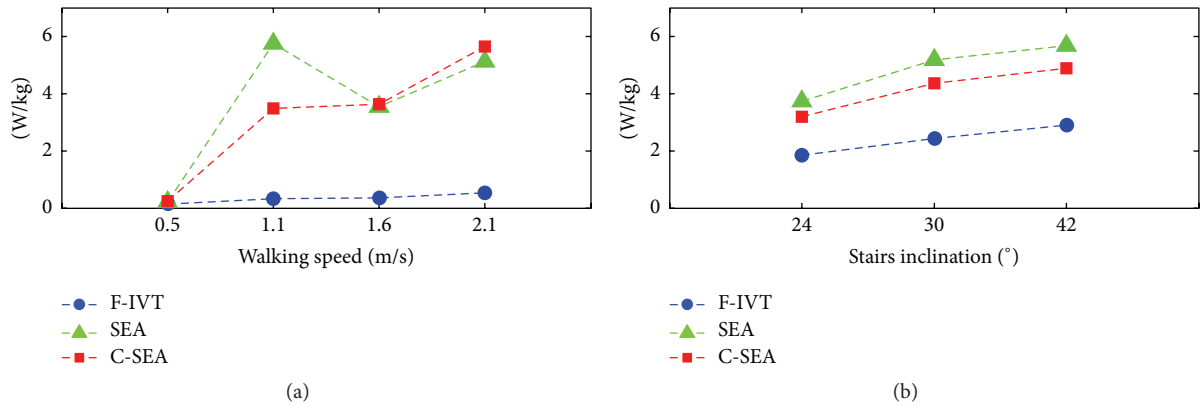 (W/kg)
6
4
2
0
0.5 1.1 1.6 2.1
Walking speed (m/s)
F-IVT
SEA
C-SEA
(a)
(W/kg)
6
4
2
0
24 30 42
Stairs inclination (°)
F-IVT
SEA
C-SEA
(b)